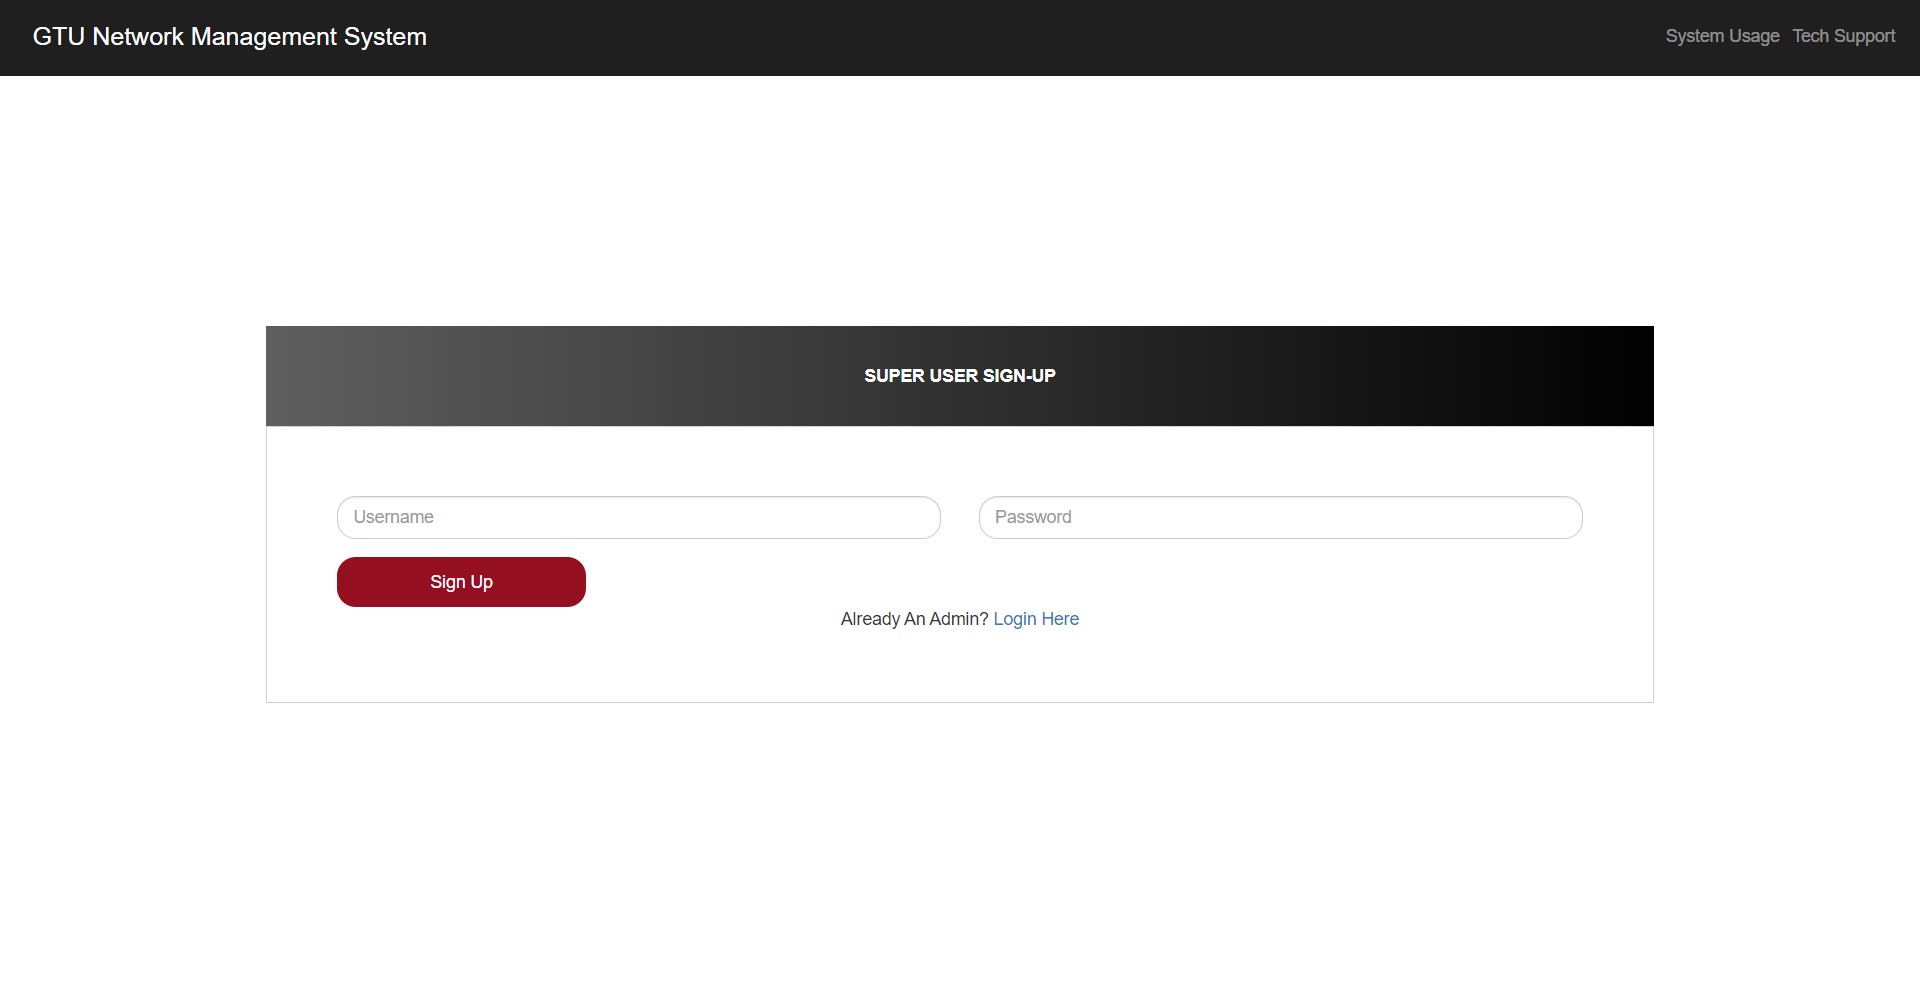 GTU Network Management System
System Usage Tech Support
SUPER USER SIGN-UP
Username
Password
Sign Up
Already An Admin? Login Here